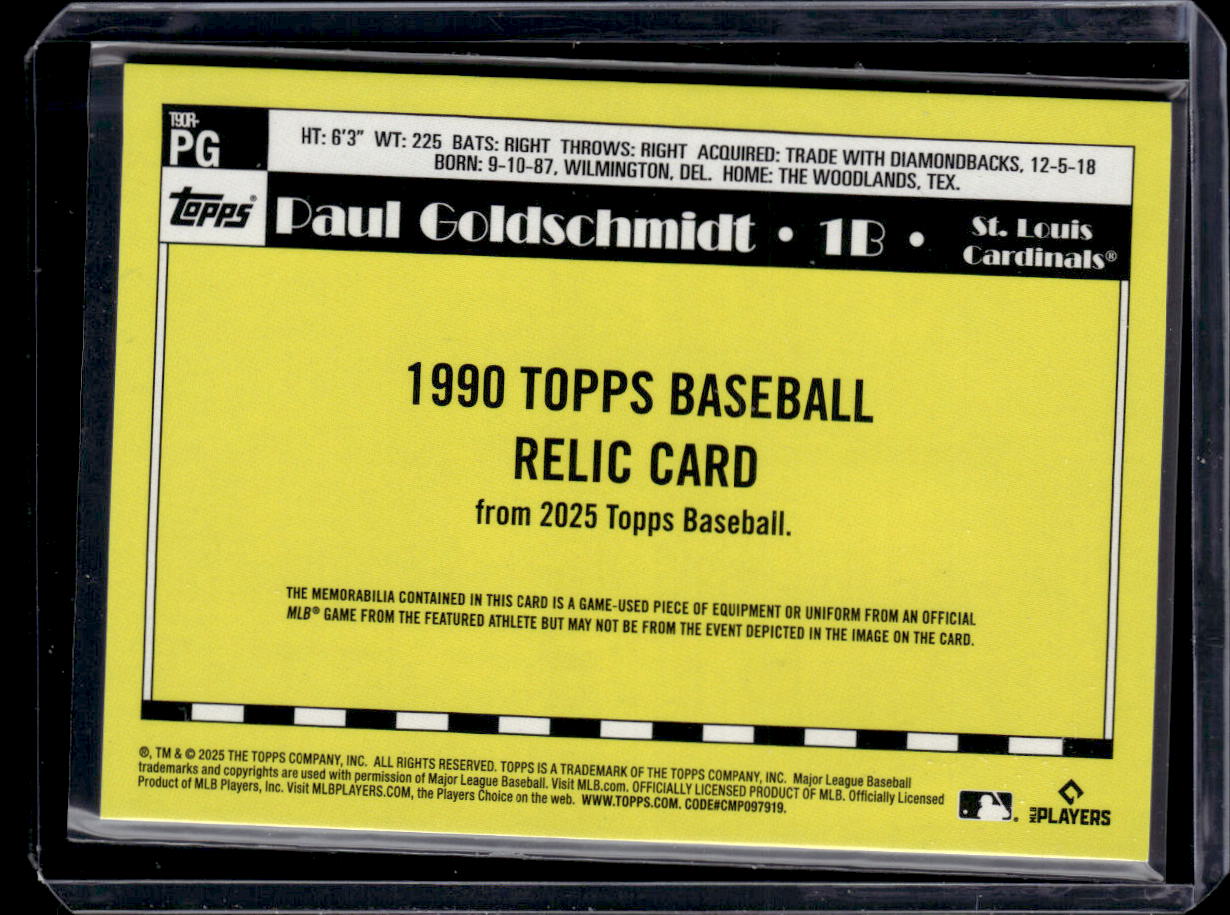 T90R-
PG
HT: 6'3" WT: 225 BATS: RIGHT THROWS: RIGHT ACQUIRED: TRADE WITH DIAMONDBACKS, 12-5-18
BORN: 9-10-87, WILMINGTON, DEL. HOME: THE WOODLANDS, TEX.
TOPPS®
Paul Goldschmidt • 1B •
St. Louis
Cardinals®
1990 TOPPS BASEBALL
RELIC CARD
from 2025 Topps Baseball.
THE MEMORABILIA CONTAINED IN THIS CARD IS A GAME-USED PIECE OF EQUIPMENT OR UNIFORM FROM AN OFFICIAL
MLB® GAME FROM THE FEATURED ATHLETE BUT MAY NOT BE FROM THE EVENT DEPICTED IN THE IMAGE ON THE CARD.
®, TM & © 2025 THE TOPPS COMPANY, INC. ALL RIGHTS RESERVED. TOPPS IS A TRADEMARK OF THE TOPPS COMPANY, INC. Major League Baseball
trademarks and copyrights are used with permission of Major League Baseball. Visit MLB.com. OFFICIALLY LICENSED PRODUCT OF MLB. Officially Licensed
Product of MLB Players, Inc. Visit MLBPLAYERS.COM, the Players Choice on the web. WWW.TOPPS.COM. CODE#CMP097919.
MLB PLAYERS